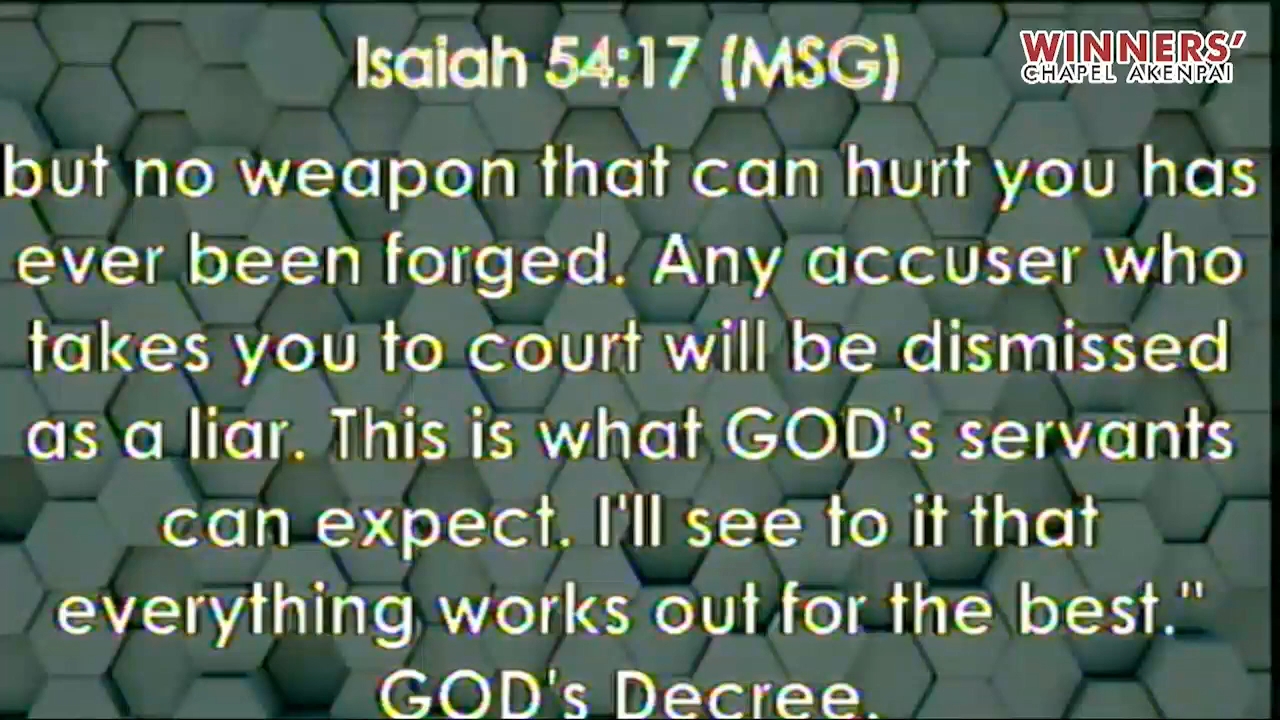 Isaiah 54:17 (MSG)
WINNERS'
CHAPEL AKENPAI
but no weapon that can hurt you has
ever been forged. Any accuser who
takes you to court will be dismissed
as a liar. This is what GOD's servants
can expect. I'll see to it that
everything works out for the best."
GOD's Decree.